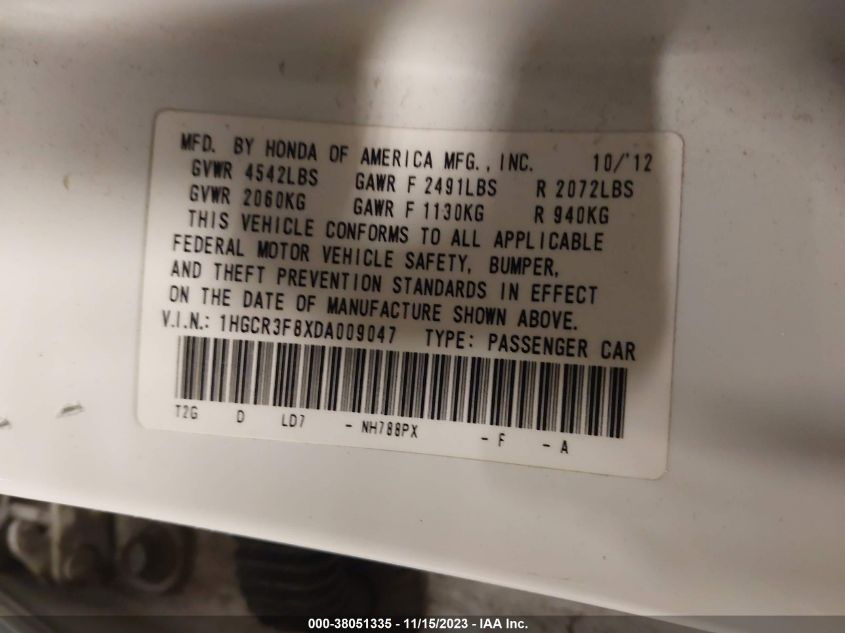 MFD. BY HONDA OF AMERICA MFG., INC. 10/'12
GVWR 4542LBS GAWR F 2491LBS R 2072LBS
GVWR 2060KG GAWR F 1130KG R 940KG
THIS VEHICLE CONFORMS TO ALL APPLICABLE
FEDERAL MOTOR VEHICLE SAFETY, BUMPER,
AND THEFT PREVENTION STANDARDS IN EFFECT
ON THE DATE OF MANUFACTURE SHOWN ABOVE.
V.I.N.: 1HGCR3F8XDA009047 TYPE: PASSENGER CAR
T2G D LD7 - NH788PX - F - A
000-38051335 - 11/15/2023 - IAA Inc.